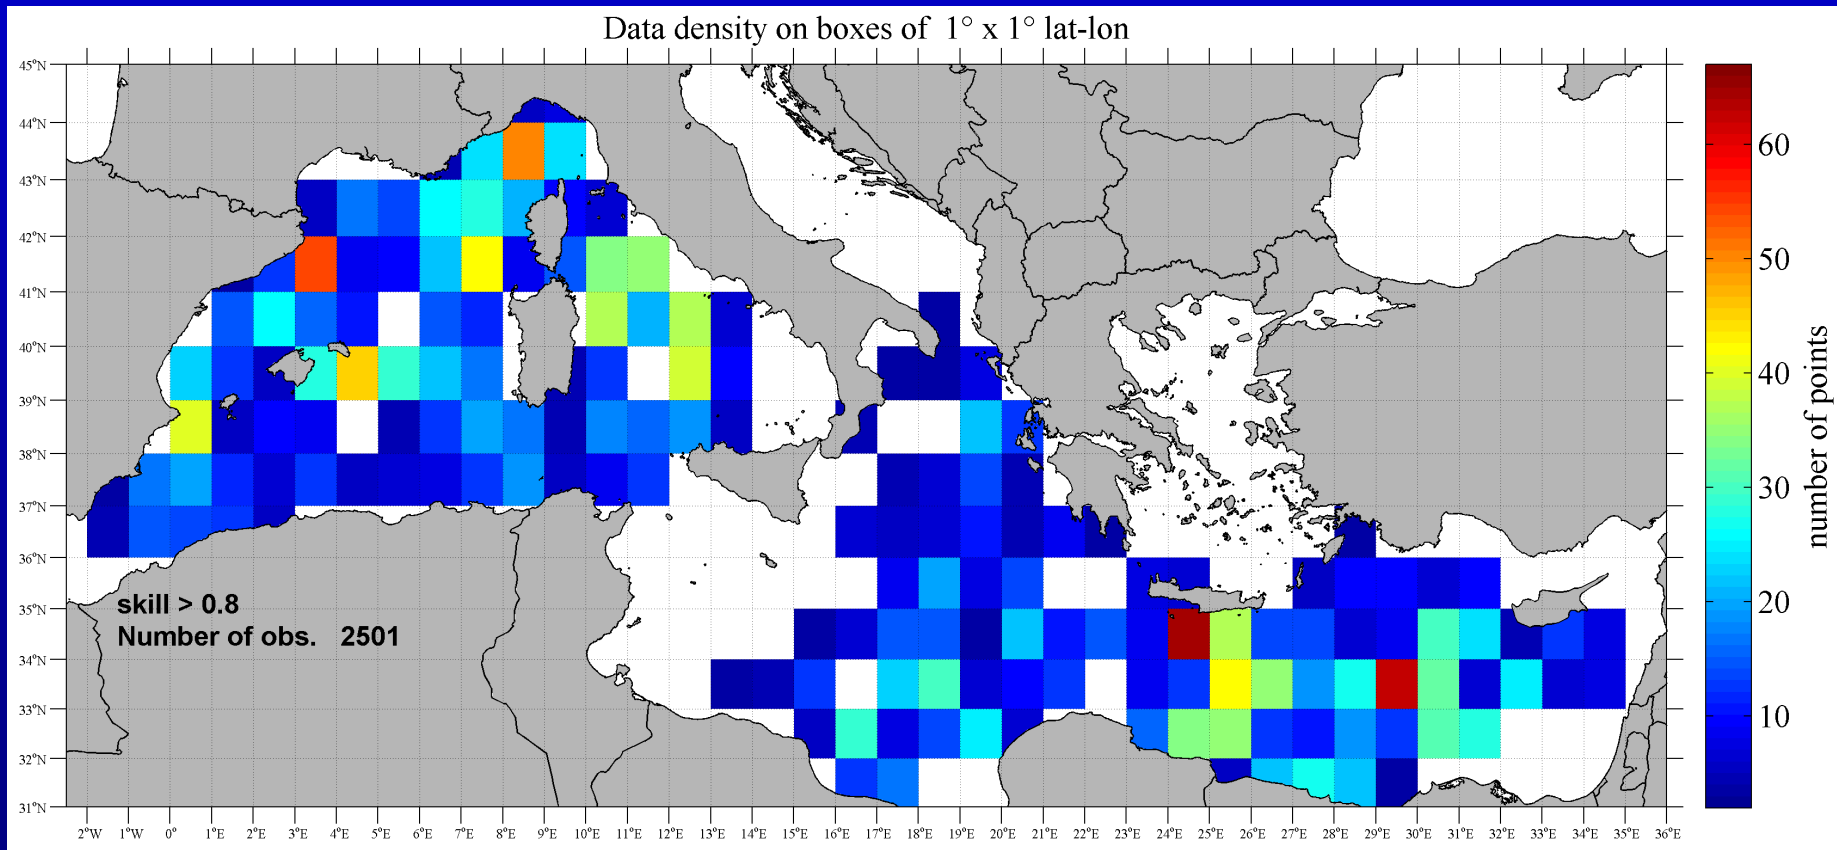 Data density on boxes of 1° x 1° lat-lon
45°N
44°N
43°N
42°N
41°N
40°N
39°N
38°N
37°N
36°N
35°N
34°N
33°N
32°N
31°N
skill > 0.8
Number of obs. 2501
2°W 1°W 0° 1°E 2°E 3°E 4°E 5°E 6°E 7°E 8°E 9°E 10°E 11°E 12°E 13°E 14°E 15°E 16°E 17°E 18°E 19°E 20°E 21°E 22°E 23°E 24°E 25°E 26°E 27°E 28°E 29°E 30°E 31°E 32°E 33°E 34°E 35°E 36°E
60
50
40
30
20
10
number of points